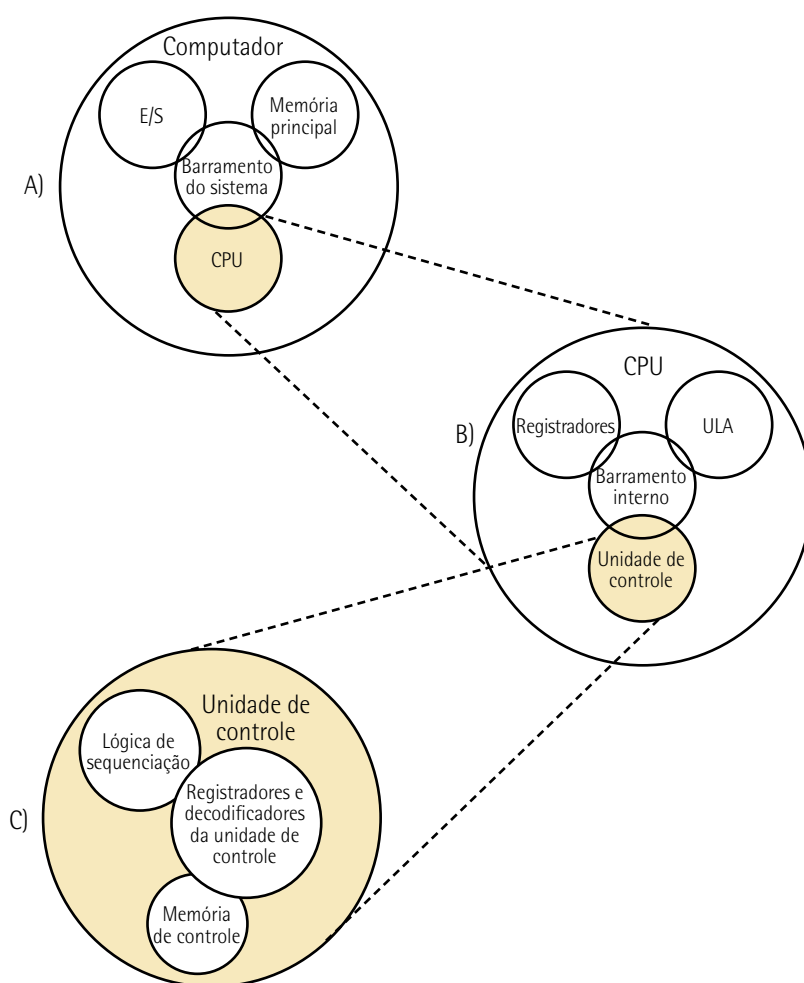 A)
Computador
E/S
Memória
principal
Barramento
do sistema
CPU
B)
CPU
Registradores
ULA
Barramento
interno
Unidade de
controle
C)
Unidade de
controle
Lógica de
sequenciação
Registradores e
decodificadores
da unidade de
controle
Memória
de controle